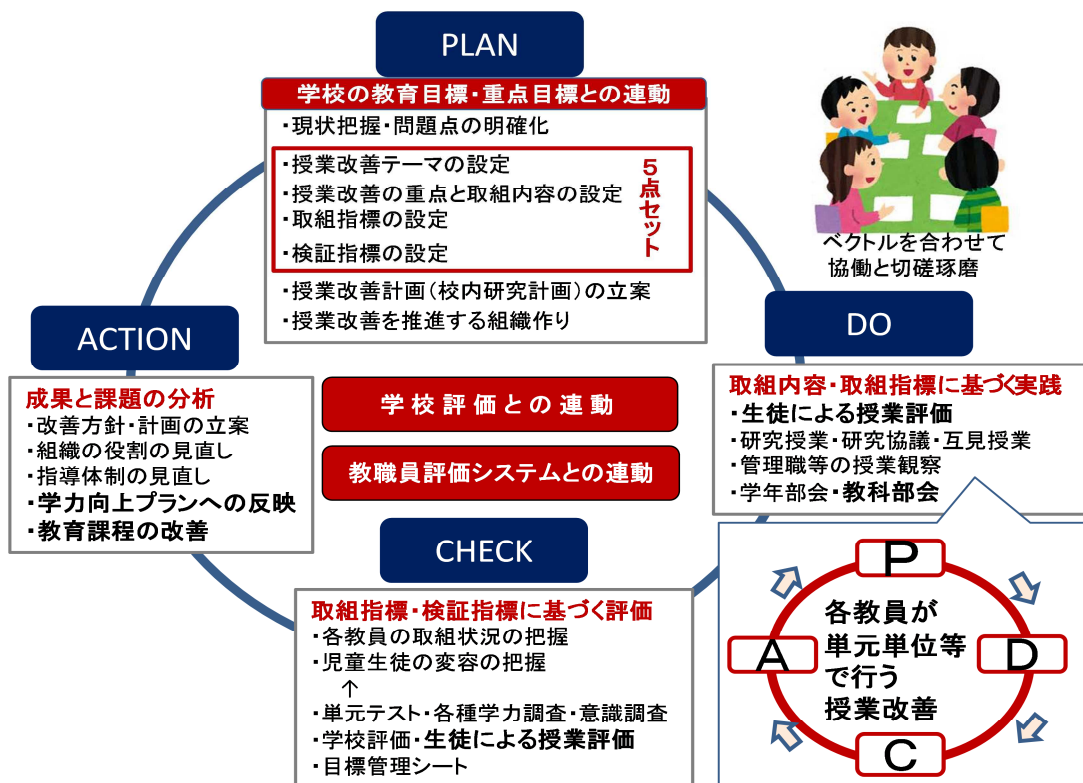 PLAN
学校の教育目標・重点目標との連動
・現状把握・問題点の明確化
・授業改善テーマの設定
・授業改善の重点と取組内容の設定
・取組指標の設定
・検証指標の設定
5点セット
・授業改善計画(校内研究計画)の立案
・授業改善を推進する組織作り
ベクトルを合わせて
協働と切磋琢磨
DO
取組内容・取組指標に基づく実践
・生徒による授業評価
・研究授業・研究協議・互見授業
・管理職等の授業観察
・学年部会・教科部会
ACTION
成果と課題の分析
・改善方針・計画の立案
・組織の役割の見直し
・指導体制の見直し
・学力向上プランへの反映
・教育課程の改善
学校評価との連動
教職員評価システムとの連動
CHECK
取組指標・検証指標に基づく評価
・各教員の取組状況の把握
・児童生徒の変容の把握
↑
・単元テスト・各種学力調査・意識調査
・学校評価・生徒による授業評価
・目標管理シート
P
D
C
A
各教員が
単元単位等
で行う
授業改善